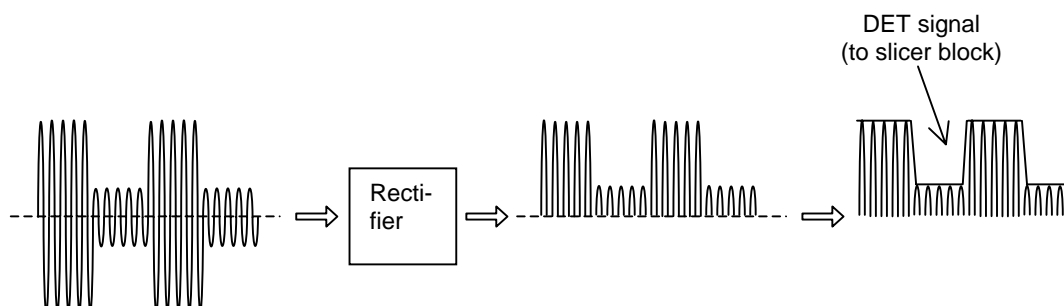 DET signal
(to slicer block)
Recti-
fier